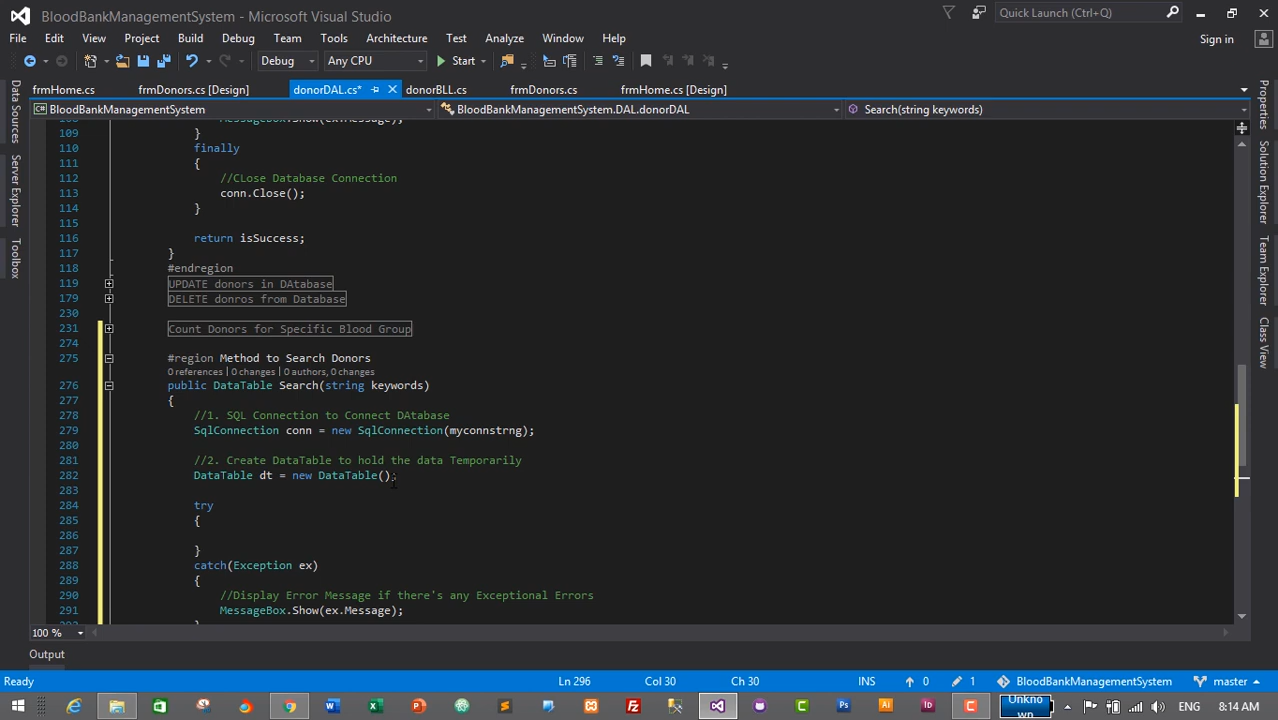 BloodBankManagementSystem - Microsoft Visual Studio
Quick Launch (Ctrl+Q)
File Edit View Project Build Debug Team Tools Architecture Test Analyze Window Help
Sign in
Debug Any CPU Start
frmHome.cs frmDonors.cs [Design] donorDAL.cs* donorBLL.cs frmDonors.cs frmHome.cs [Design]
BloodBankManagementSystem BloodBankManagementSystem.DAL.donorDAL Search(string keywords)
Data Sources
Server Explorer
Toolbox
Properties
Solution Explorer
Team Explorer
Class View
108 MessageBox.Show(ex.Message);
109 }
110 finally
111 {
112 //CLose Database Connection
113 conn.Close();
114 }
115
116 return isSuccess;
117 }
118 #endregion
119 UPDATE donors in DAtabase
179 DELETE donros from Database
230
231 Count Donors for Specific Blood Group
274
275 #region Method to Search Donors
0 references | 0 changes | 0 authors, 0 changes
276 public DataTable Search(string keywords)
277 {
278 //1. SQL Connection to Connect DAtabase
279 SqlConnection conn = new SqlConnection(myconnstrng);
280
281 //2. Create DataTable to hold the data Temporarily
282 DataTable dt = new DataTable();
283
284 try
285 {
286
287 }
288 catch(Exception ex)
289 {
290 //Display Error Message if there's any Exceptional Errors
291 MessageBox.Show(ex.Message);
100 %
Output
Ready Ln 296 Col 30 Ch 30 INS 0 1 BloodBankManagementSystem master
Unknown
ENG 8:14 AM